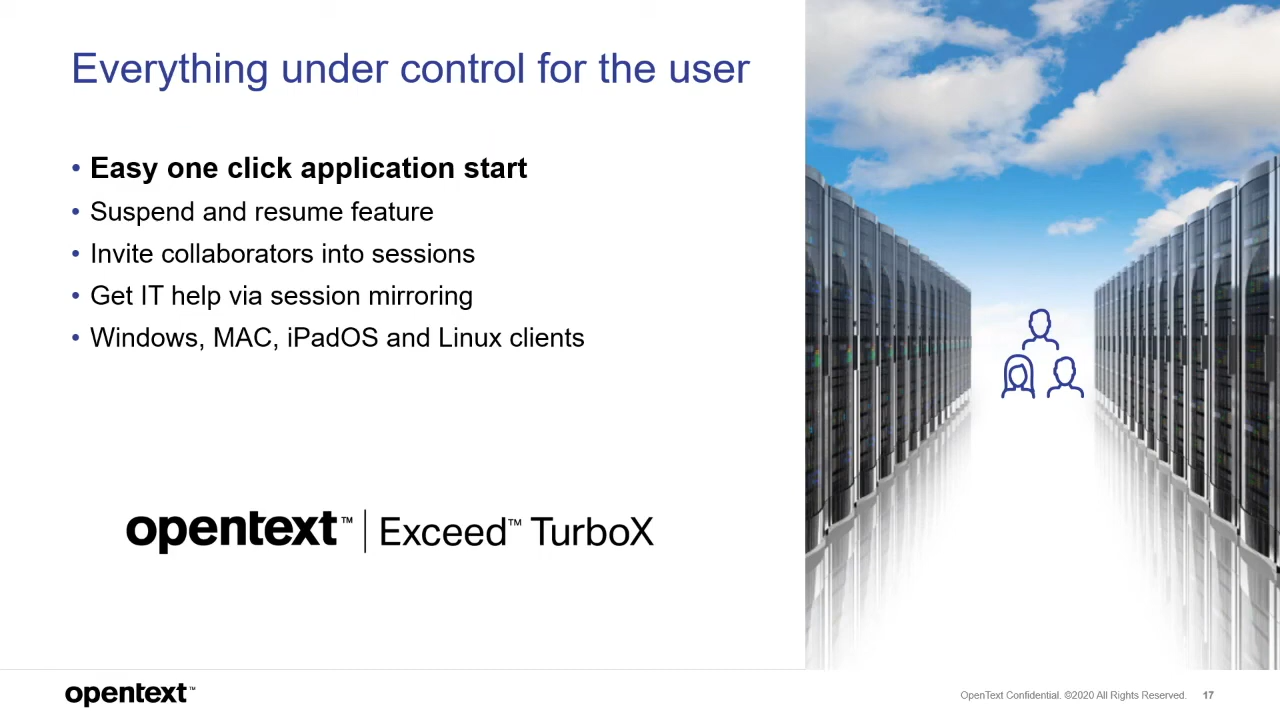 Everything under control for the user
• Easy one click application start
• Suspend and resume feature
• Invite collaborators into sessions
• Get IT help via session mirroring
• Windows, MAC, iPadOS and Linux clients
opentext™ | Exceed™ TurboX
opentext™
OpenText Confidential. ©2020 All Rights Reserved. 17